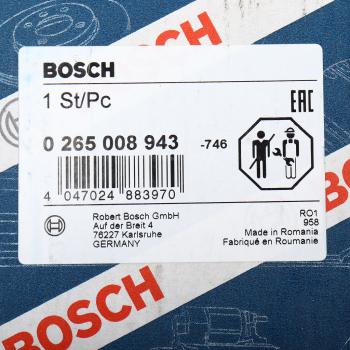 BOSCH
1 St/Pc
EAC
0 265 008 943
-746
4 047024 883970
Robert Bosch GmbH
Auf der Breit 4
76227 Karlsruhe
GERMANY
RO1
958
Made in Romania
Fabriqué en Roumanie